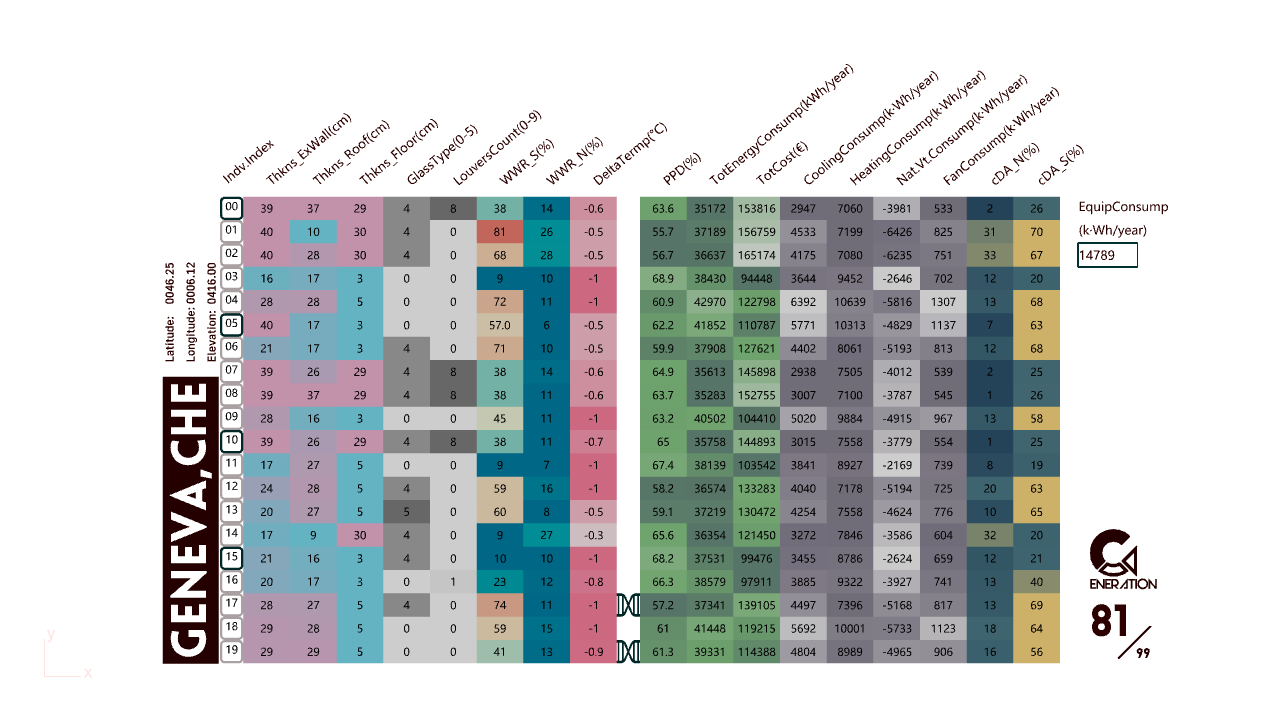 Indv.Index Thkns_ExWall(cm) Thkns_Roof(cm) Thkns_Floor(cm) GlassType(0-5) LouversCount(0-9) WWR_S(%) WWR_N(%) DeltaTermp(°C) PPD(%) TotEnergyConsump(kWh/year) TotCost(€) CoolingConsump(k·Wh/year) HeatingConsump(k·Wh/year) Nat.Vt.Consump(k·Wh/year) FanConsump(k·Wh/year) cDA_N(%) cDA_S(%)
00 39 37 29 4 8 38 14 -0.6 63.6 35172 153816 2947 7060 -3981 533 2 26
01 40 10 30 4 0 81 26 -0.5 55.7 37189 156759 4533 7199 -6426 825 31 70
02 40 28 30 4 0 68 28 -0.5 56.7 36637 165174 4175 7080 -6235 751 33 67
03 16 17 3 0 0 9 10 -1 68.9 38430 94448 3644 9452 -2646 702 12 20
04 28 28 5 0 0 72 11 -1 60.9 42970 122798 6392 10639 -5816 1307 13 68
05 40 17 3 0 0 57.0 6 -0.5 62.2 41852 110787 5771 10313 -4829 1137 7 63
06 21 17 3 4 0 71 10 -0.5 59.9 37908 127621 4402 8061 -5193 813 12 68
07 39 26 29 4 8 38 14 -0.6 64.9 35613 145898 2938 7505 -4012 539 2 25
08 39 37 29 4 8 38 11 -0.6 63.7 35283 152755 3007 7100 -3787 545 1 26
09 28 16 3 0 0 45 11 -1 63.2 40502 104410 5020 9884 -4915 967 13 58
10 39 26 29 4 8 38 11 -0.7 65 35758 144893 3015 7558 -3779 554 1 25
11 17 27 5 0 0 9 7 -1 67.4 38139 103542 3841 8927 -2169 739 8 19
12 24 28 5 4 0 59 16 -1 58.2 36574 133283 4040 7178 -5194 725 20 63
13 20 27 5 5 0 60 8 -0.5 59.1 37219 130472 4254 7558 -4624 776 10 65
14 17 9 30 4 0 9 27 -0.3 65.6 36354 121450 3272 7846 -3586 604 32 20
15 21 16 3 4 0 10 10 -1 68.2 37531 99476 3455 8786 -2624 659 12 21
16 20 17 3 0 1 23 12 -0.8 66.3 38579 97911 3885 9322 -3927 741 13 40
17 28 27 5 4 0 74 11 -1 57.2 37341 139105 4497 7396 -5168 817 13 69
18 29 28 5 0 0 59 15 -1 61 41448 119215 5692 10001 -5733 1123 18 64
19 29 29 5 0 0 41 13 -0.9 61.3 39331 114388 4804 8989 -4965 906 16 56
Latitude: 0046.25
Longitude: 0006.12
Elevation: 0416.00
GENEVA,CHE
EquipConsump
(k·Wh/year)
14789
ENERATION
81/99
y
x